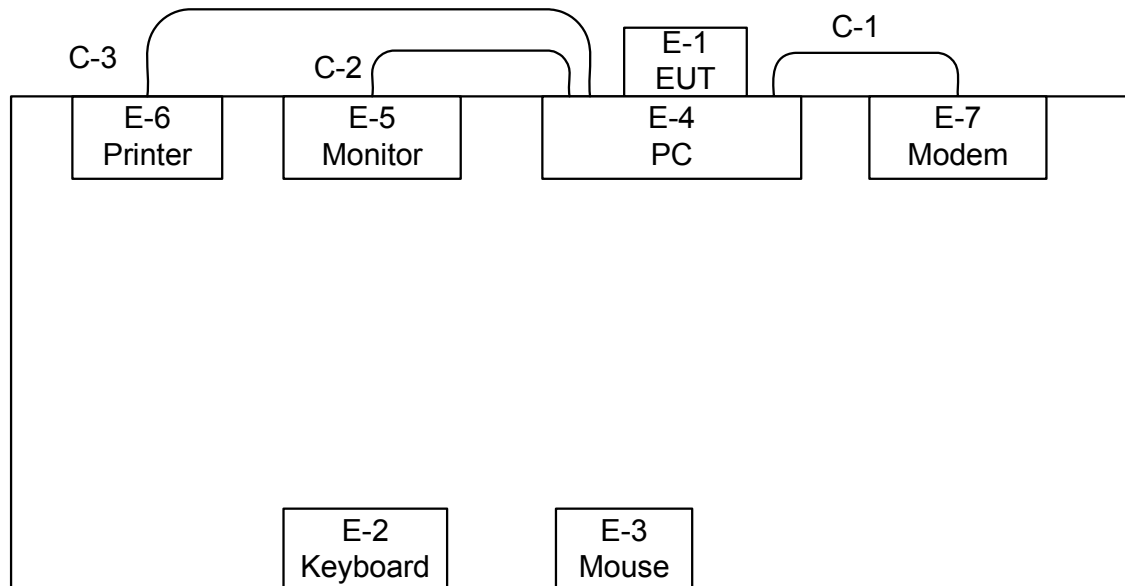 C-3
C-2
E-1
EUT
C-1
E-6
Printer
E-5
Monitor
E-4
PC
E-7
Modem
E-2
Keyboard
E-3
Mouse